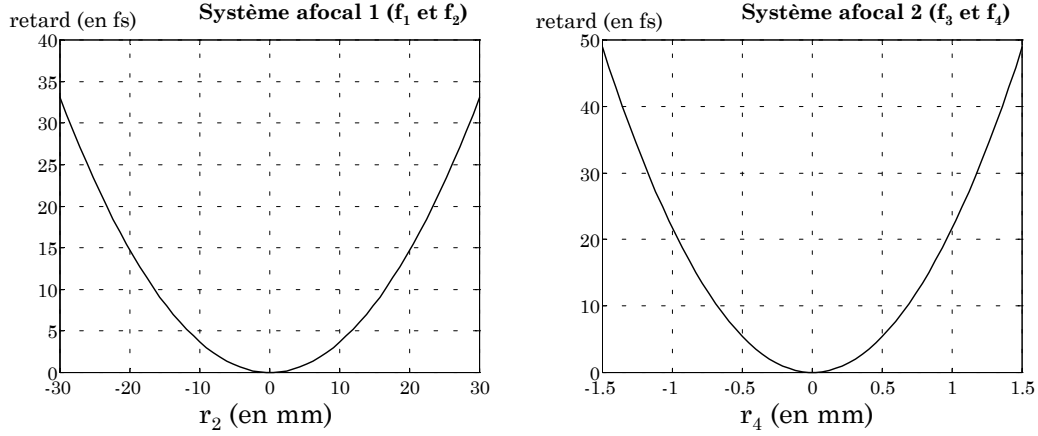 Système afocal 1 (f₁ et f₂)
retard (en fs)
40
35
30
25
20
15
10
5
0
-30 -20 -10 0 10 20 30
r₂ (en mm)
Système afocal 2 (f₃ et f₄)
retard (en fs)
50
40
30
20
10
0
-1.5 -1 -0.5 0 0.5 1 1.5
r₄ (en mm)